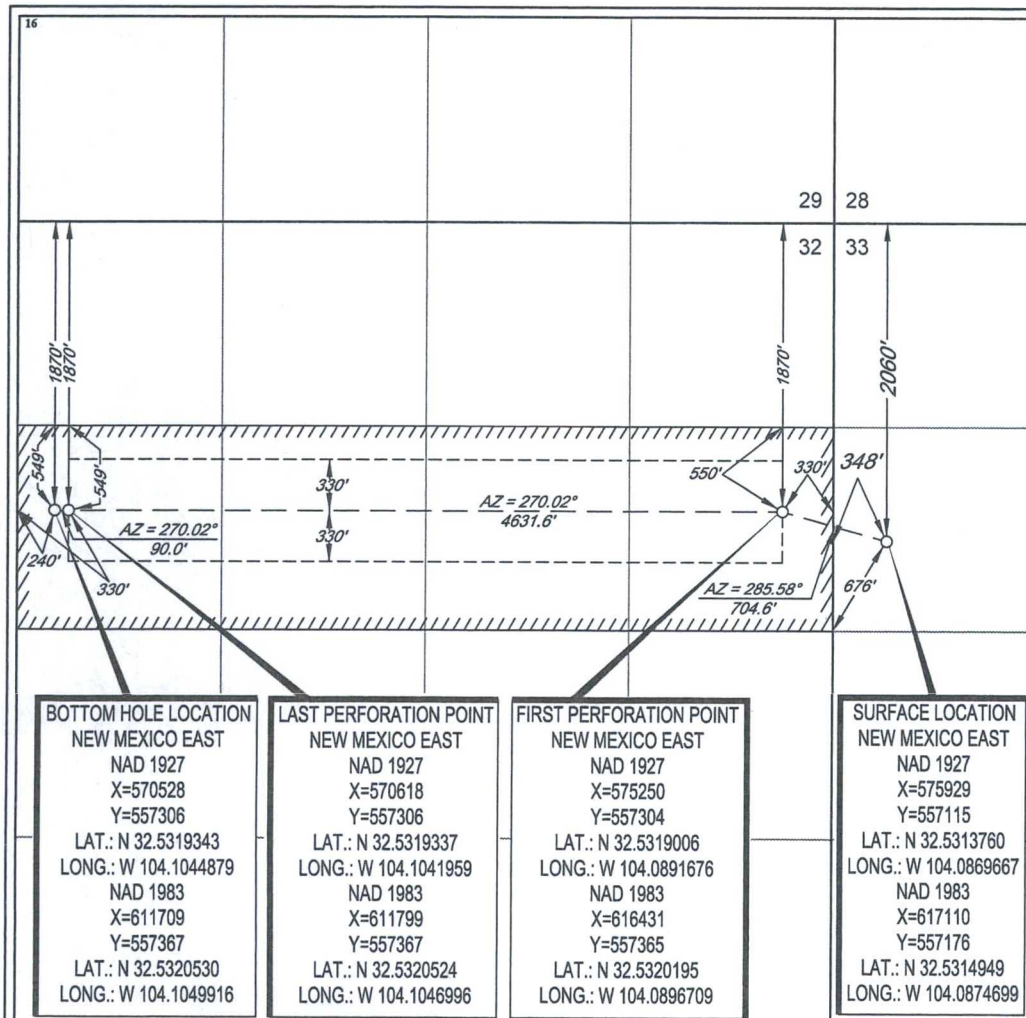 16
29 28
32 33
1870'
1870'
1870'
2060'
549'
549'
550'
330'
348'
330'
330'
AZ = 270.02°
4631.6'
AZ = 270.02°
90.0'
240'
330'
AZ = 285.58°
704.6'
676'
BOTTOM HOLE LOCATION
NEW MEXICO EAST
NAD 1927
X=570528
Y=557306
LAT.: N 32.5319343
LONG.: W 104.1044879
NAD 1983
X=611709
Y=557367
LAT.: N 32.5320530
LONG.: W 104.1049916
LAST PERFORATION POINT
NEW MEXICO EAST
NAD 1927
X=570618
Y=557306
LAT.: N 32.5319337
LONG.: W 104.1041959
NAD 1983
X=611799
Y=557367
LAT.: N 32.5320524
LONG.: W 104.1046996
FIRST PERFORATION POINT
NEW MEXICO EAST
NAD 1927
X=575250
Y=557304
LAT.: N 32.5319006
LONG.: W 104.0891676
NAD 1983
X=616431
Y=557365
LAT.: N 32.5320195
LONG.: W 104.0896709
SURFACE LOCATION
NEW MEXICO EAST
NAD 1927
X=575929
Y=557115
LAT.: N 32.5313760
LONG.: W 104.0869667
NAD 1983
X=617110
Y=557176
LAT.: N 32.5314949
LONG.: W 104.0874699